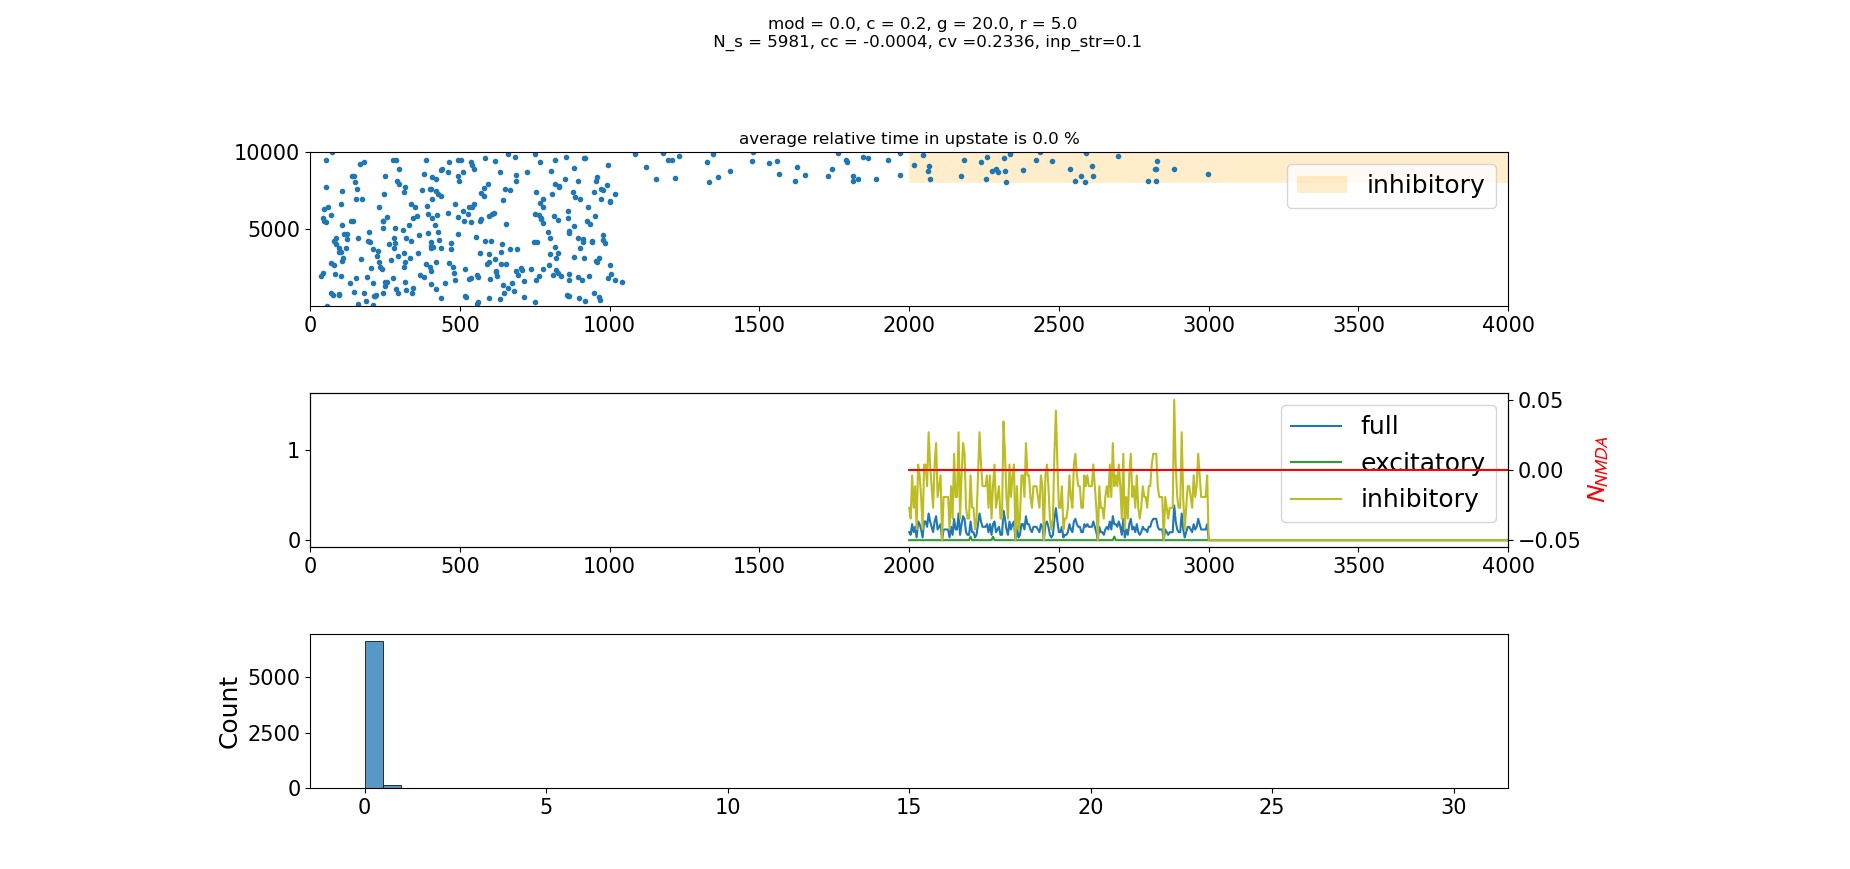 mod = 0.0, c = 0.2, g = 20.0, r = 5.0
N_s = 5981, cc = -0.0004, cv =0.2336, inp_str=0.1
average relative time in upstate is 0.0 %
10000
5000
inhibitory
0 500 1000 1500 2000 2500 3000 3500 4000
1
0
full
excitatory
inhibitory
0.05
0.00
−0.05
N_NMDA
0 500 1000 1500 2000 2500 3000 3500 4000
Count
5000
2500
0
0 5 10 15 20 25 30